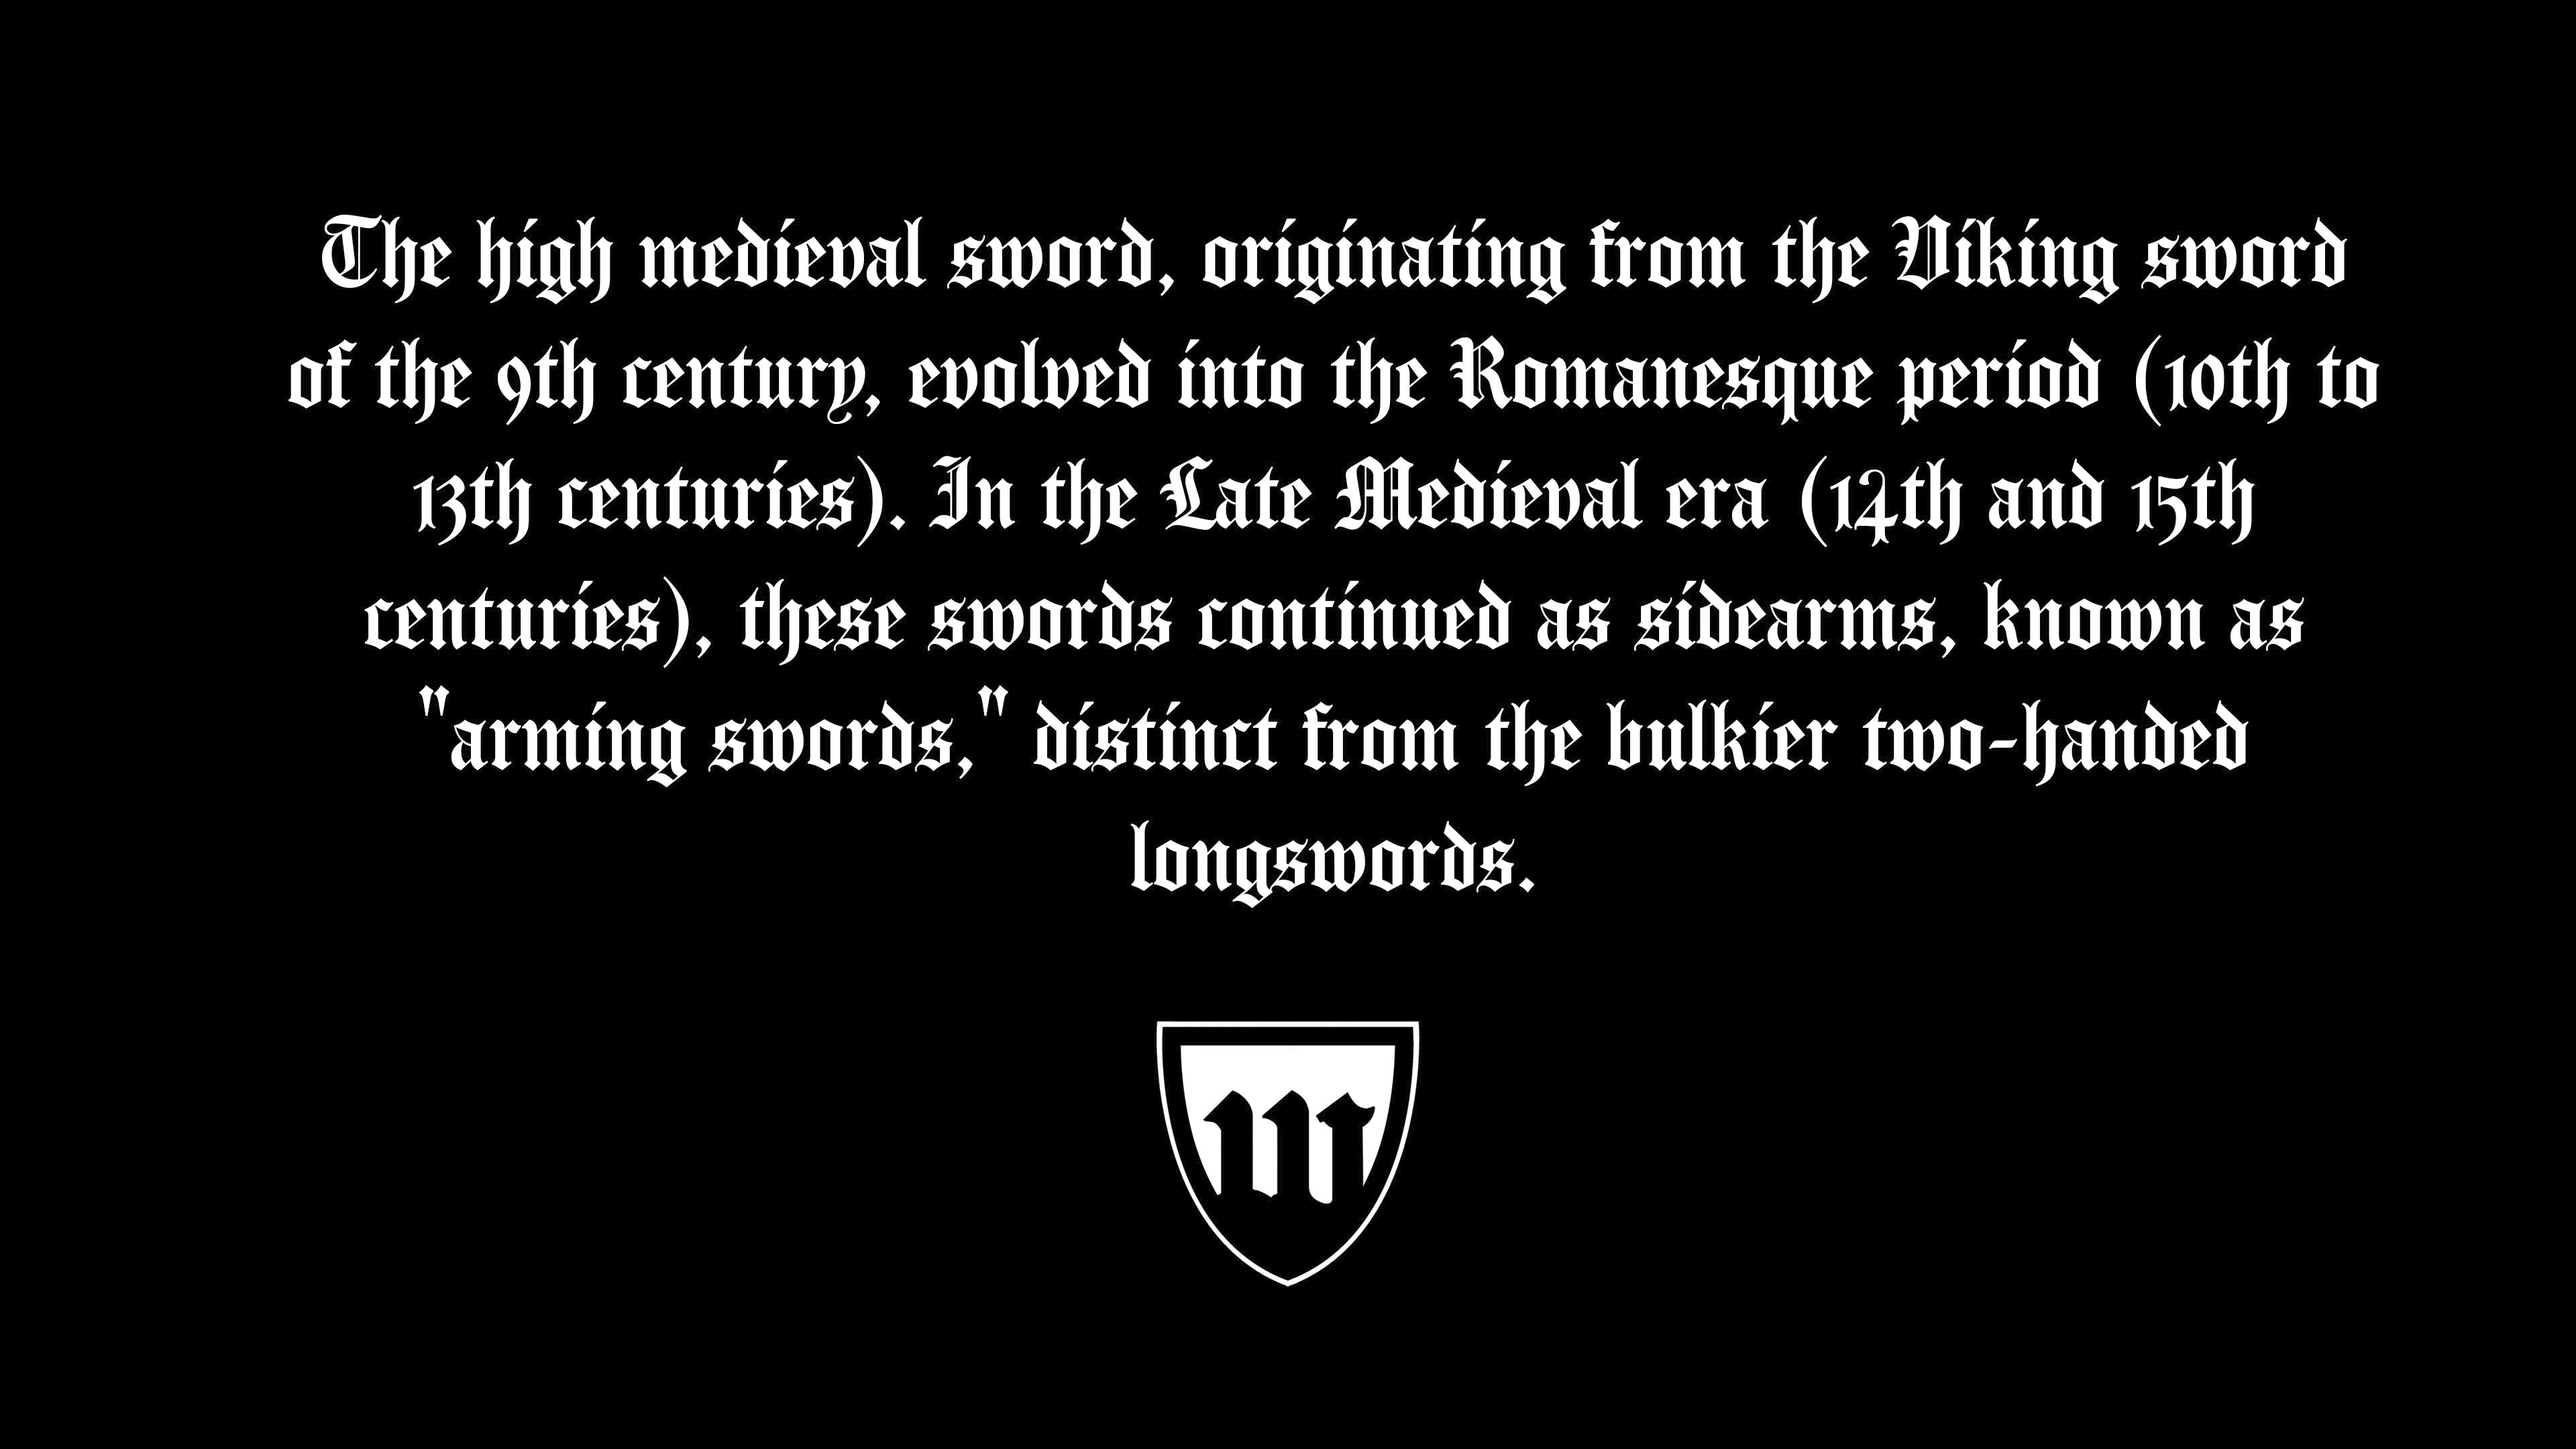 The high medieval sword, originating from the Viking sword
of the 9th century, evolved into the Romanesque period (10th to
13th centuries). In the Late Medieval era (14th and 15th
centuries), these swords continued as sidearms, known as
"arming swords," distinct from the bulkier two-handed
longswords.
m